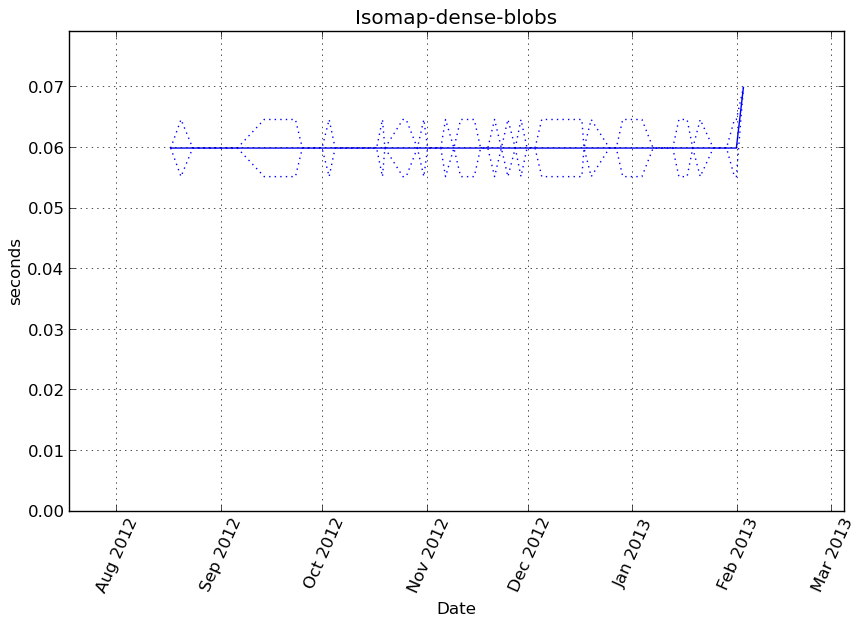 Isomap-dense-blobs
0.07
0.06
0.05
0.04
0.03
0.02
0.01
0.00
seconds
Aug 2012
Sep 2012
Oct 2012
Nov 2012
Dec 2012
Jan 2013
Feb 2013
Mar 2013
Date